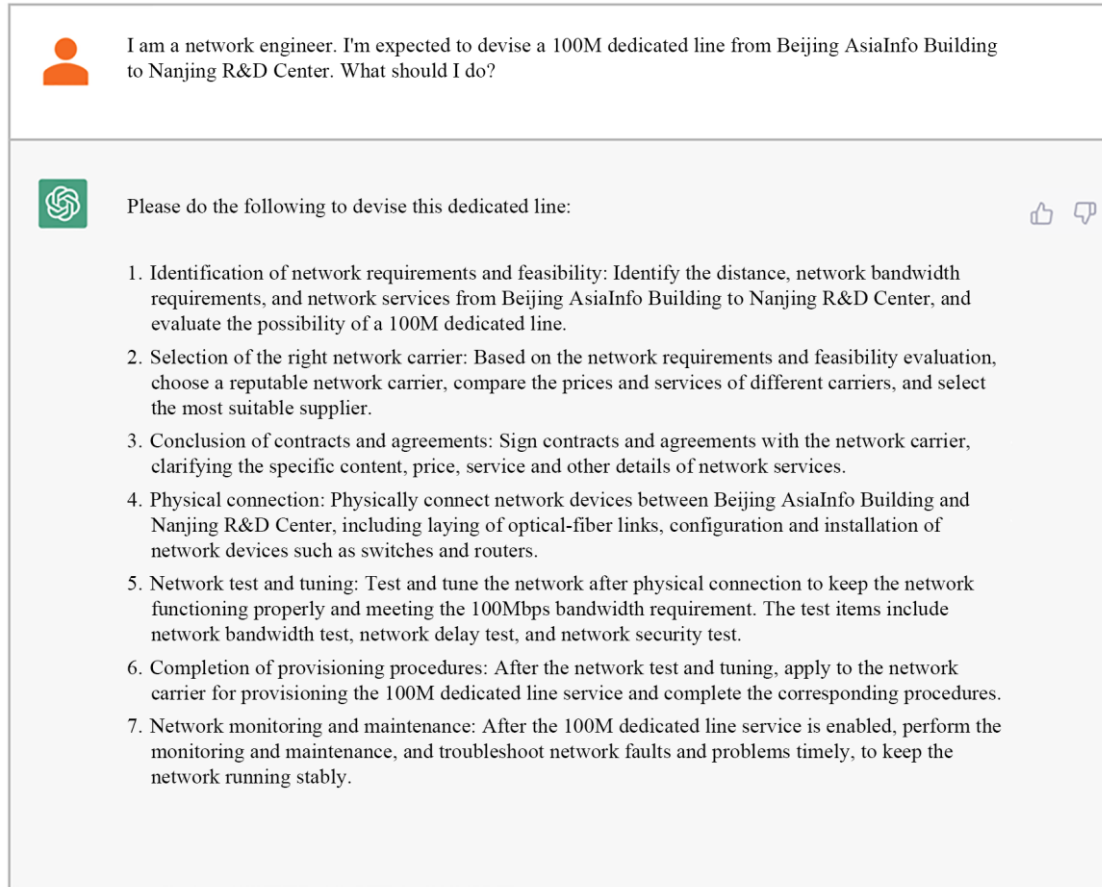 I am a network engineer. I'm expected to devise a 100M dedicated line from Beijing AsiaInfo Building
to Nanjing R&D Center. What should I do?
Please do the following to devise this dedicated line:
1. Identification of network requirements and feasibility: Identify the distance, network bandwidth
requirements, and network services from Beijing AsiaInfo Building to Nanjing R&D Center, and
evaluate the possibility of a 100M dedicated line.
2. Selection of the right network carrier: Based on the network requirements and feasibility evaluation,
choose a reputable network carrier, compare the prices and services of different carriers, and select
the most suitable supplier.
3. Conclusion of contracts and agreements: Sign contracts and agreements with the network carrier,
clarifying the specific content, price, service and other details of network services.
4. Physical connection: Physically connect network devices between Beijing AsiaInfo Building and
Nanjing R&D Center, including laying of optical-fiber links, configuration and installation of
network devices such as switches and routers.
5. Network test and tuning: Test and tune the network after physical connection to keep the network
functioning properly and meeting the 100Mbps bandwidth requirement. The test items include
network bandwidth test, network delay test, and network security test.
6. Completion of provisioning procedures: After the network test and tuning, apply to the network
carrier for provisioning the 100M dedicated line service and complete the corresponding procedures.
7. Network monitoring and maintenance: After the 100M dedicated line service is enabled, perform the
monitoring and maintenance, and troubleshoot network faults and problems timely, to keep the
network running stably.